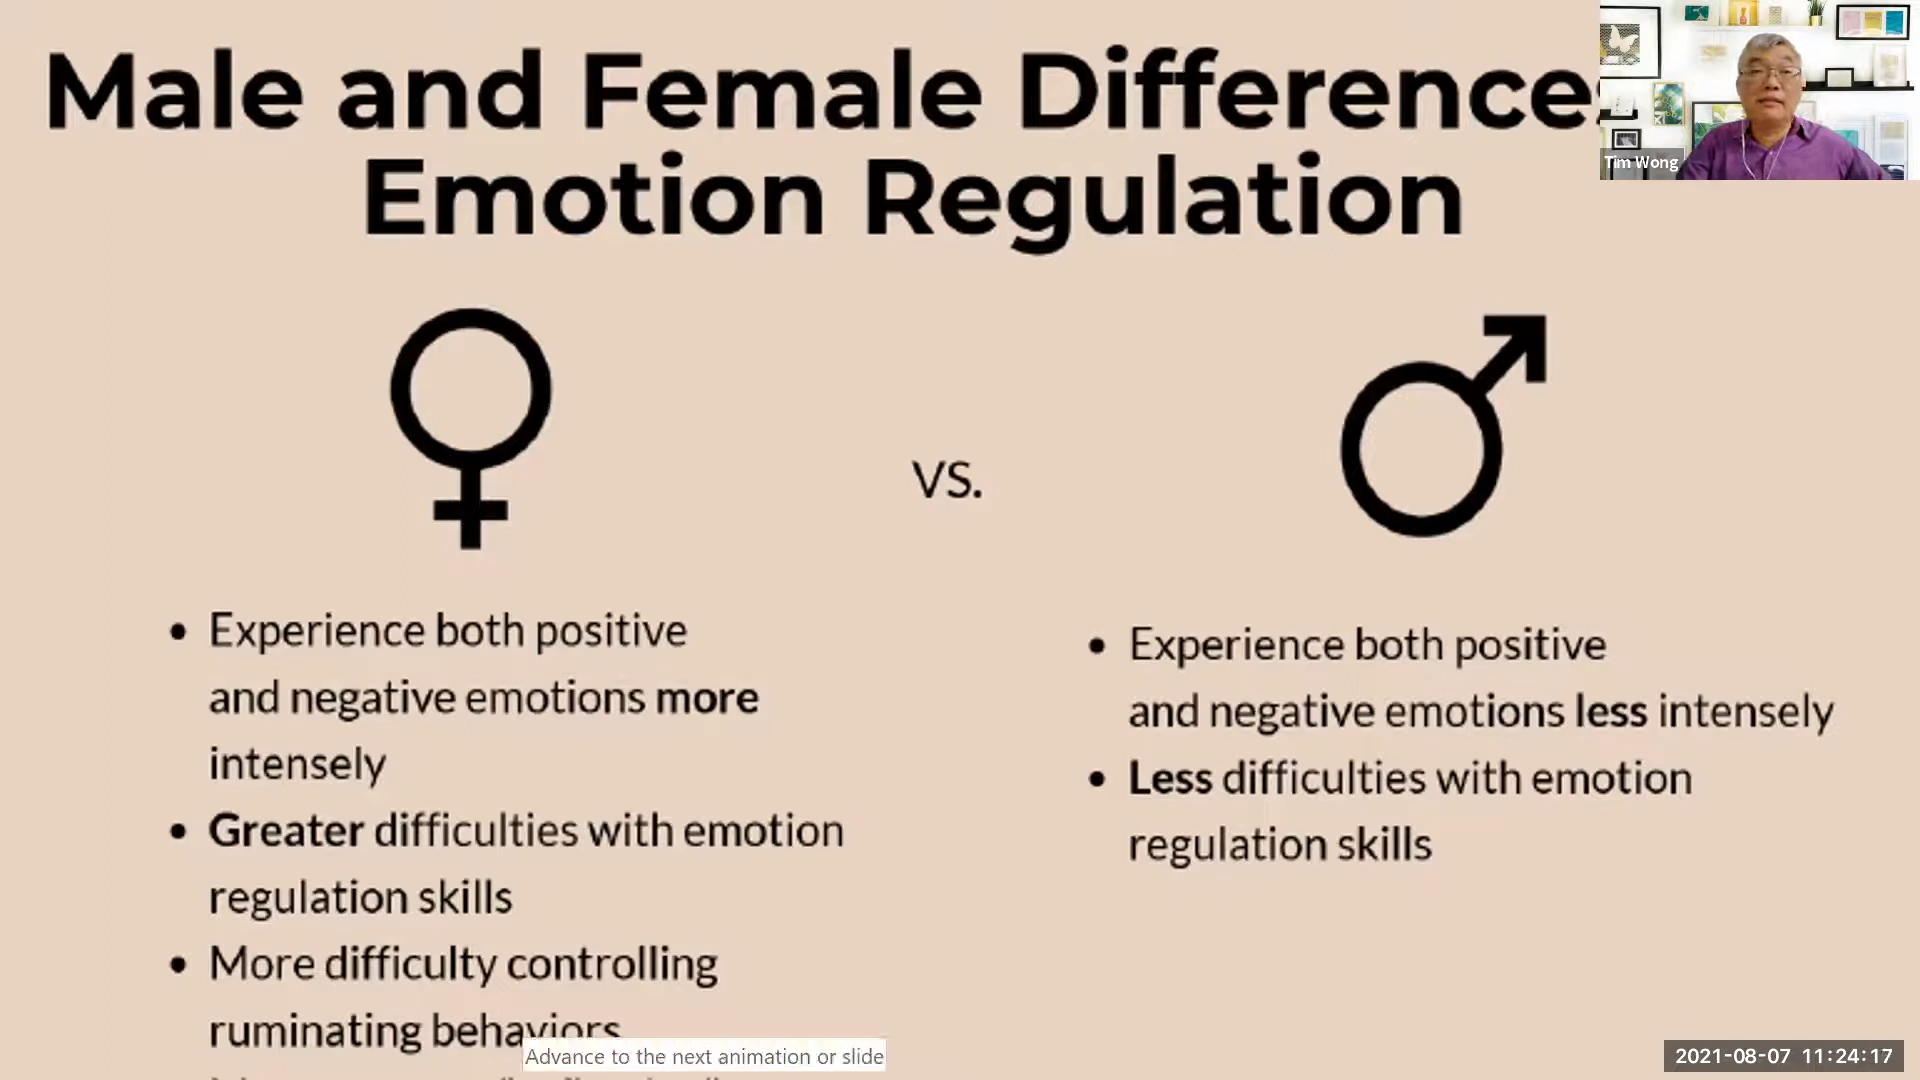 Male and Female Difference
Emotion Regulation
Tim Wong
vs.
• Experience both positive
and negative emotions more
intensely
• Greater difficulties with emotion
regulation skills
• More difficulty controlling
ruminating behaviors
• Experience both positive
and negative emotions less intensely
• Less difficulties with emotion
regulation skills
Advance to the next animation or slide
2021-08-07 11:24:17